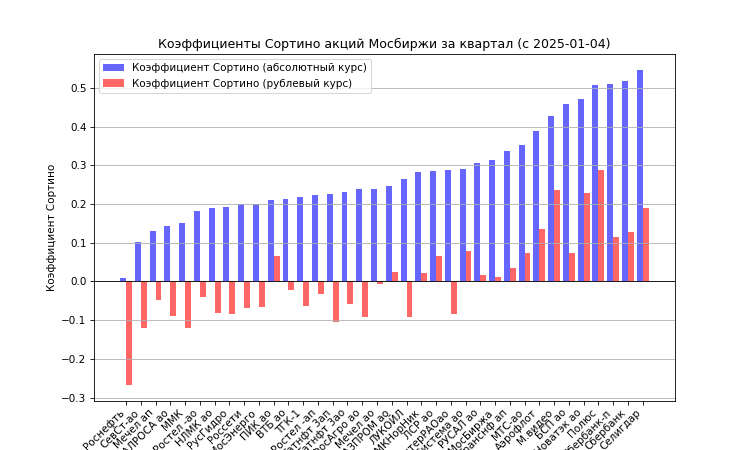 Коэффициенты Сортино акций Мосбиржи за квартал (с 2025-01-04)
Коэффициент Сортино (абсолютный курс)
Коэффициент Сортино (рублевый курс)
Коэффициент Сортино
0.5
0.4
0.3
0.2
0.1
0.0
−0.1
−0.2
−0.3
Роснефть
СевСт-ао
Мечел ап
АЛРОСА ао
ММК
Ростел -ао
НЛМК ао
РусГидро
Россети
МосЭнерго
ПИК ао
ВТБ ао
ТГК-1
Ростел -ап
Татнфт 3ап
Татнфт 3ао
РосАгро ао
Мечел ао
ГАЗПРОМ ао
ЛУКОЙЛ
ГМКНорНик
ЛСР ао
ИнтерРАОао
Система ао
РУСАЛ ао
МосБиржа
Транснф ап
МТС-ао
Аэрофлот
М.видео
БСП ао
Новатэк ао
Полюс
Сбербанк-п
Сбербанк
Селигдар